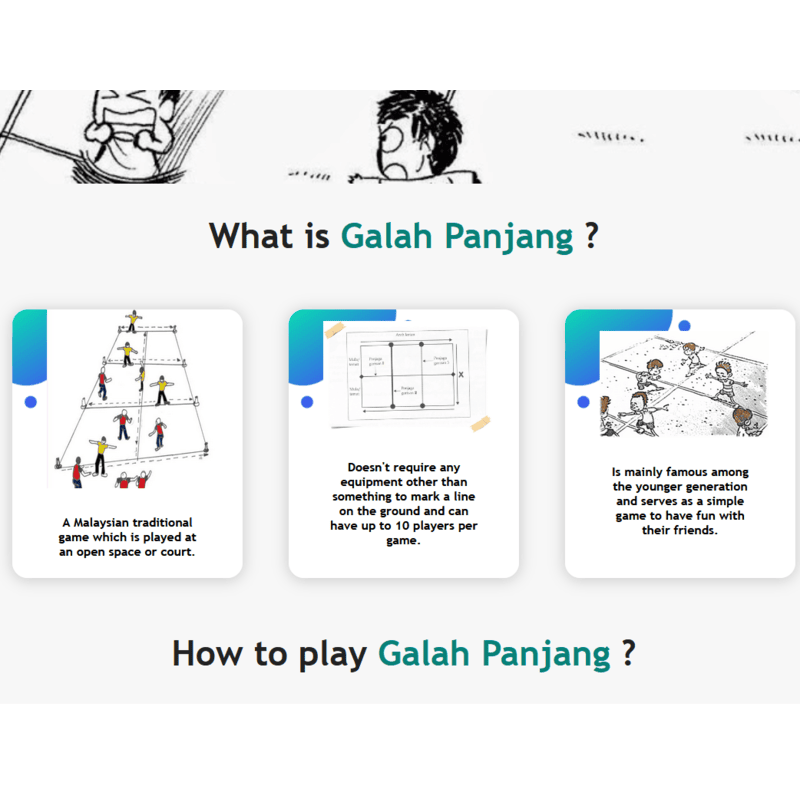 What is Galah Panjang ?
A Malaysian traditional
game which is played at
an open space or court.
X
Doesn't require any
equipment other than
something to mark a line
on the ground and can
have up to 10 players per
game.
Is mainly famous among
the younger generation
and serves as a simple
game to have fun with
their friends.
How to play Galah Panjang ?